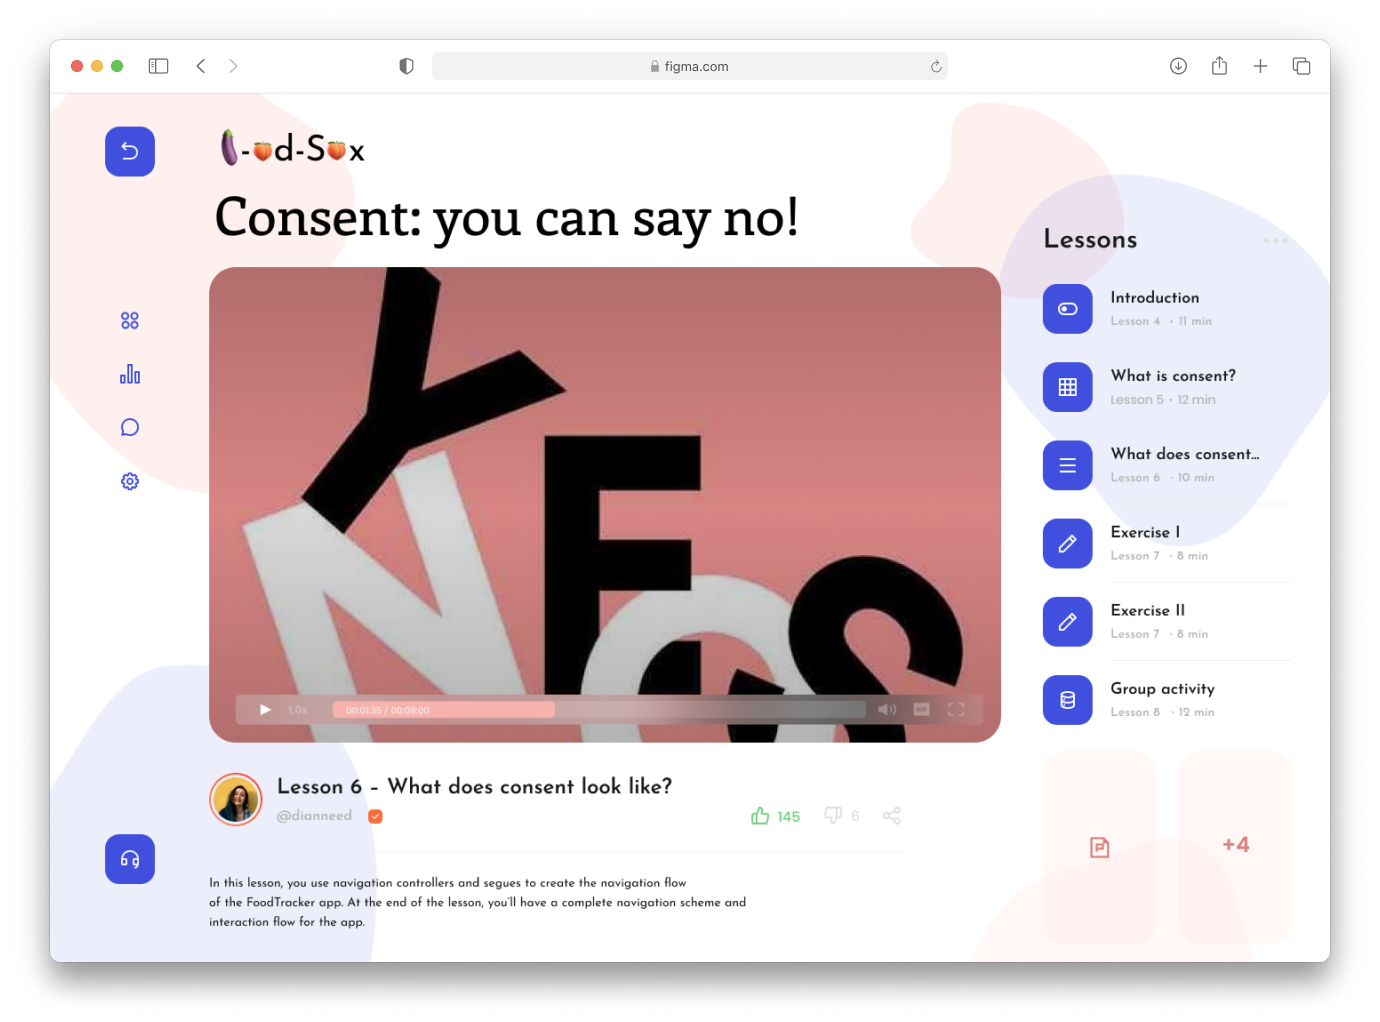 figma.com
🍆-🍑d-S🍑x
Consent: you can say no!
YES
NO
1.0x
00:01:35 / 00:08:00
HD
Lesson 6 – What does consent look like?
@dianneed
145
6
In this lesson, you use navigation controllers and segues to create the navigation flow
of the FoodTracker app. At the end of the lesson, you'll have a complete navigation scheme and
interaction flow for the app.
Lessons
Introduction
Lesson 4 • 11 min
What is consent?
Lesson 5 • 12 min
What does consent...
Lesson 6 · 10 min
Exercise I
Lesson 7 · 8 min
Exercise II
Lesson 7 · 8 min
Group activity
Lesson 8 · 12 min
+4